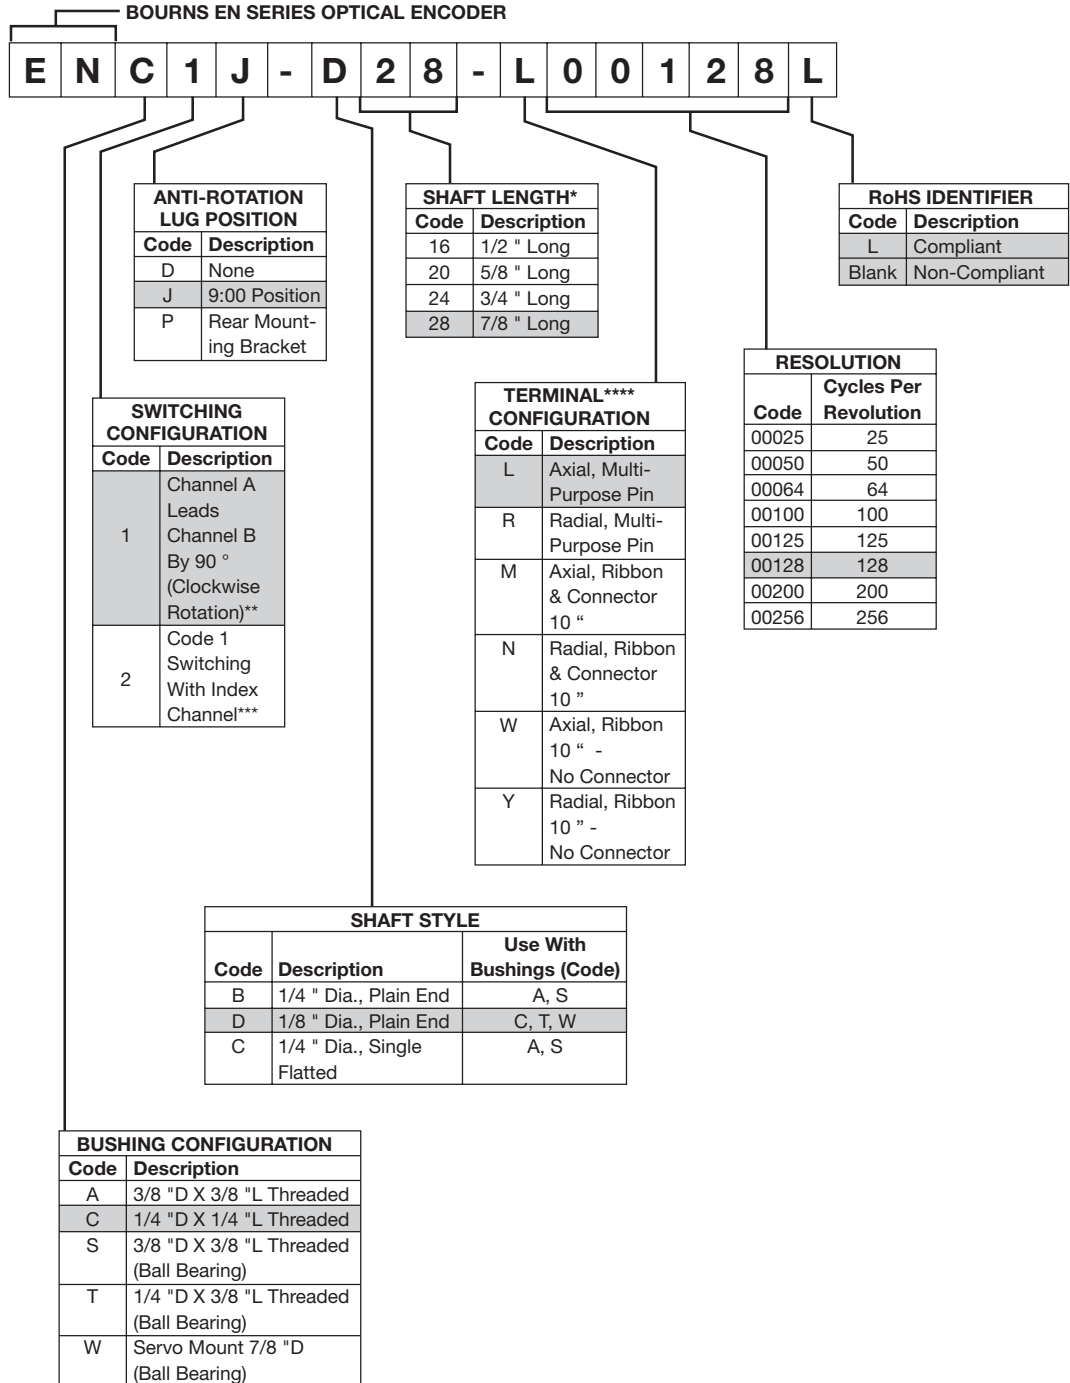 BOURNS EN SERIES OPTICAL ENCODER
E N C 1 J - D 2 8 - L 0 0 1 2 8 L
ANTI-ROTATION
LUG POSITION
Code Description
D None
J 9:00 Position
P Rear Mount-
ing Bracket
SHAFT LENGTH*
Code Description
16 1/2 " Long
20 5/8 " Long
24 3/4 " Long
28 7/8 " Long
RoHS IDENTIFIER
Code Description
L Compliant
Blank Non-Compliant
SWITCHING
CONFIGURATION
Code Description
Channel A
Leads
1 Channel B
By 90 °
(Clockwise
Rotation)**
Code 1
Switching
2 With Index
Channel***
TERMINAL****
CONFIGURATION
Code Description
L Axial, Multi-
Purpose Pin
R Radial, Multi-
Purpose Pin
M Axial, Ribbon
& Connector
10 “
N Radial, Ribbon
& Connector
10 ”
W Axial, Ribbon
10 “ -
No Connector
Y Radial, Ribbon
10 ” -
No Connector
RESOLUTION
Cycles Per
Code Revolution
00025 25
00050 50
00064 64
00100 100
00125 125
00128 128
00200 200
00256 256
SHAFT STYLE
Use With
Code Description Bushings (Code)
B 1/4 " Dia., Plain End A, S
D 1/8 " Dia., Plain End C, T, W
C 1/4 " Dia., Single A, S
Flatted
BUSHING CONFIGURATION
Code Description
A 3/8 "D X 3/8 "L Threaded
C 1/4 "D X 1/4 "L Threaded
S 3/8 "D X 3/8 "L Threaded
(Ball Bearing)
T 1/4 "D X 3/8 "L Threaded
(Ball Bearing)
W Servo Mount 7/8 "D
(Ball Bearing)